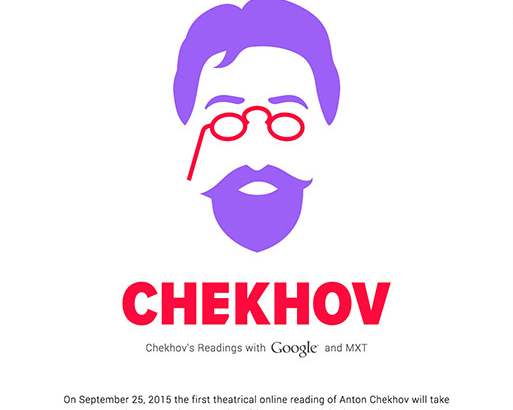 CHEKHOV
Chekhov's Readings with Google and MXT
On September 25, 2015 the first theatrical online reading of Anton Chekhov will take